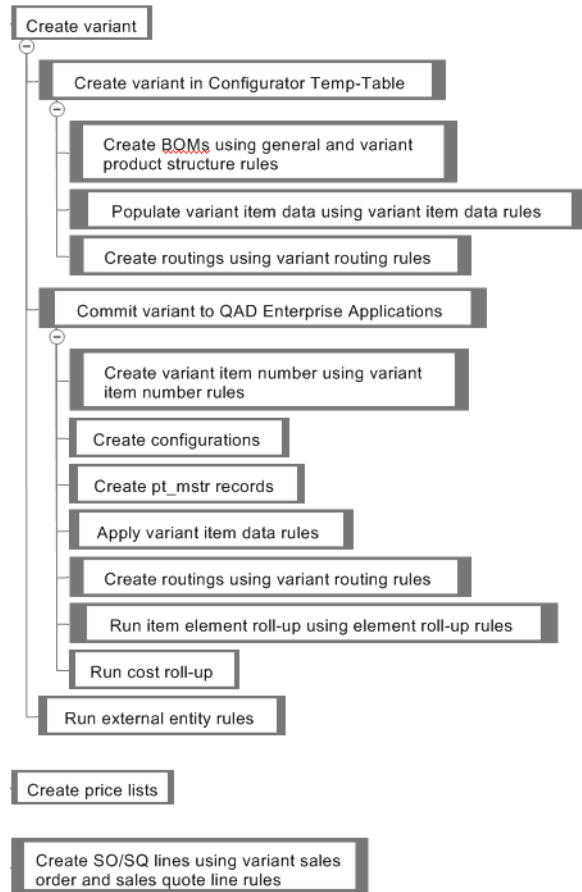 Create variant
Create variant in Configurator Temp-Table
Create BOMs using general and variant
product structure rules
Populate variant item data using variant item data rules
Create routings using variant routing rules
Commit variant to QAD Enterprise Applications
Create variant item number using variant
item number rules
Create configurations
Create pt_mstr records
Apply variant item data rules
Create routings using variant routing rules
Run item element roll-up using element roll-up rules
Run cost roll-up
Run external entity rules
Create price lists
Create SO/SQ lines using variant sales
order and sales quote line rules